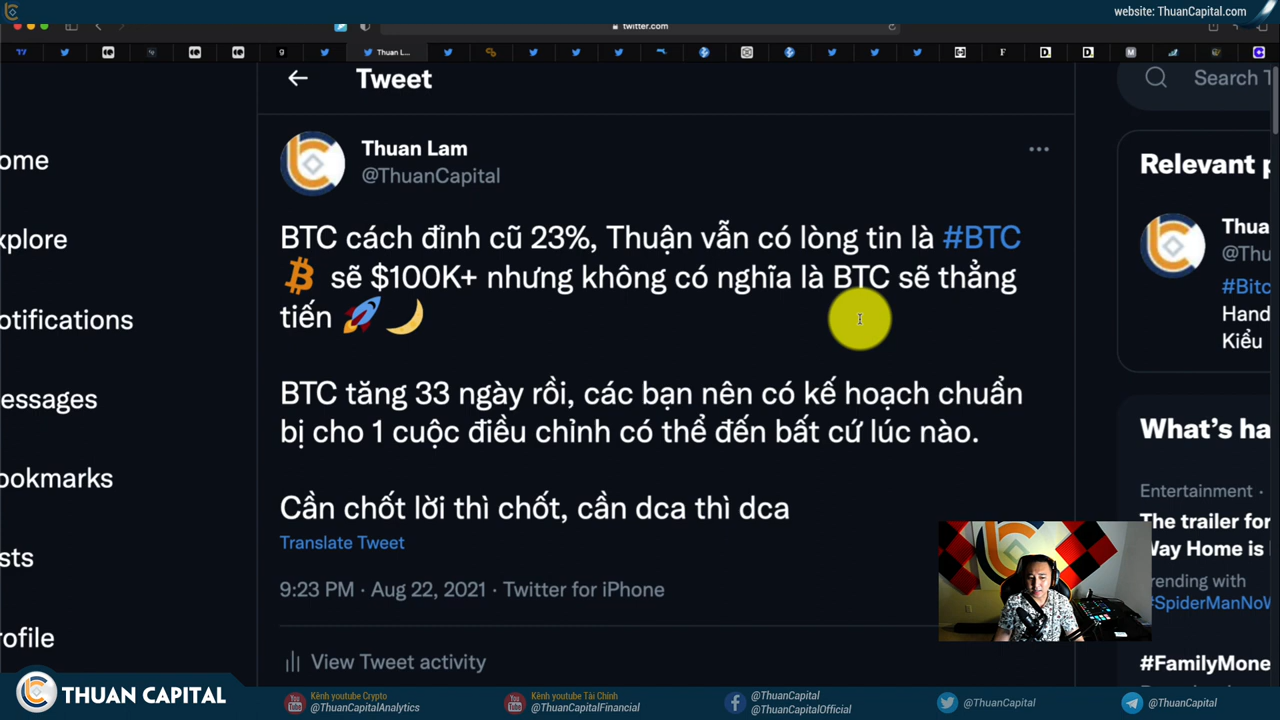 website: ThuanCapital.com
twitter.com
Thuan L...
Tweet
Search T
Thuan Lam
@ThuanCapital
BTC cách đỉnh cũ 23%, Thuận vẫn có lòng tin là #BTC
sẽ $100K+ nhưng không có nghĩa là BTC sẽ thẳng
tiến
BTC tăng 33 ngày rồi, các bạn nên có kế hoạch chuẩn
bị cho 1 cuộc điều chỉnh có thể đến bất cứ lúc nào.
Cần chốt lời thì chốt, cần dca thì dca
Translate Tweet
9:23 PM · Aug 22, 2021 · Twitter for iPhone
View Tweet activity
ome
xplore
otifications
essages
ookmarks
sts
rofile
Relevant p
Thua
@Thu
#Bitc
Hand
Kiểu
What's ha
Entertainment ·
The trailer for
Way Home is
rending with
#SpiderManNoW
#FamilyMone
THUAN CAPITAL
Kênh youtube Crypto
@ThuanCapitalAnalytics
Kênh youtube Tài Chính
@ThuanCapitalFinancial
@ThuanCapital
@ThuanCapitalOfficial
@ThuanCapital
@ThuanCapital